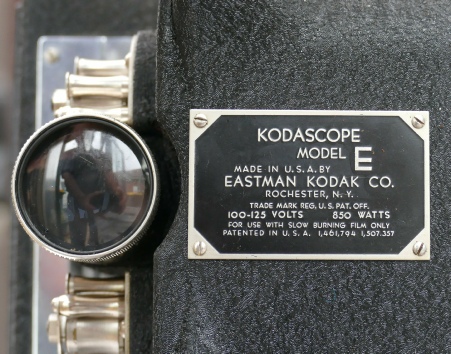 KODASCOPE
MODEL E
MADE IN U.S.A. BY
EASTMAN KODAK CO.
ROCHESTER, N.Y.
TRADE MARK REG. U.S. PAT. OFF.
100-125 VOLTS 850 WATTS
FOR USE WITH SLOW BURNING FILM ONLY
PATENTED IN U.S.A. 1,461,794 1,507,357